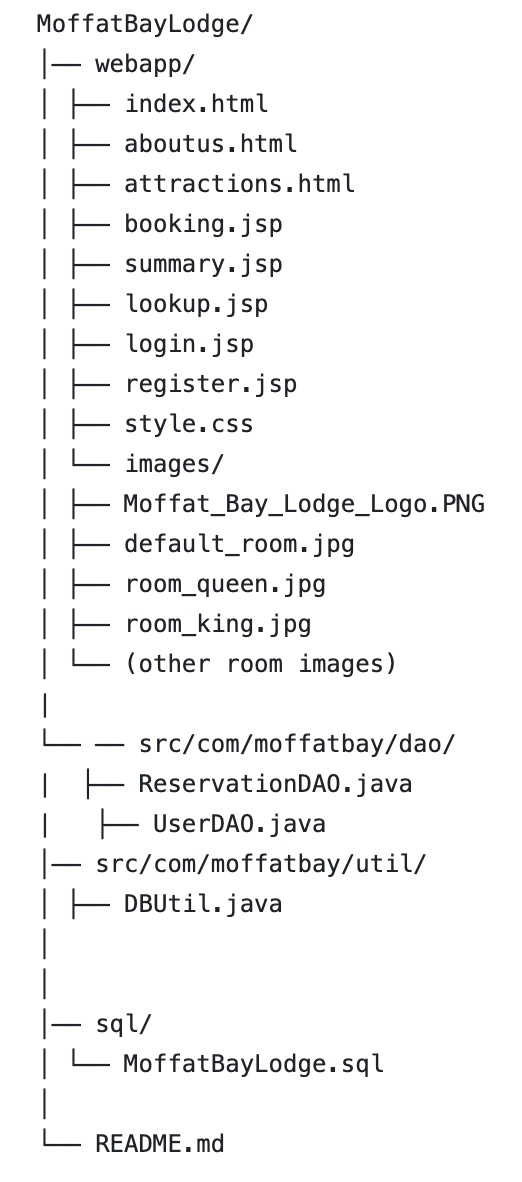 MoffatBayLodge/
│── webapp/
│ ├── index.html
│ ├── aboutus.html
│ ├── attractions.html
│ ├── booking.jsp
│ ├── summary.jsp
│ ├── lookup.jsp
│ ├── login.jsp
│ ├── register.jsp
│ ├── style.css
│ └── images/
│ ├── Moffat_Bay_Lodge_Logo.PNG
│ ├── default_room.jpg
│ ├── room_queen.jpg
│ ├── room_king.jpg
│ └── (other room images)
|
└── ── src/com/moffatbay/dao/
|  ├── ReservationDAO.java
|   ├── UserDAO.java
│── src/com/moffatbay/util/
│ ├── DBUtil.java
│
│
│── sql/
│ └── MoffatBayLodge.sql
│
└── README.md